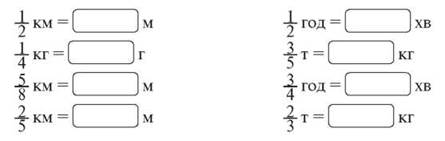 1/2 км = м
1/4 кг = г
5/8 км = м
2/5 км = м
1/2 год = хв
3/5 т = кг
3/4 год = хв
2/3 т = кг